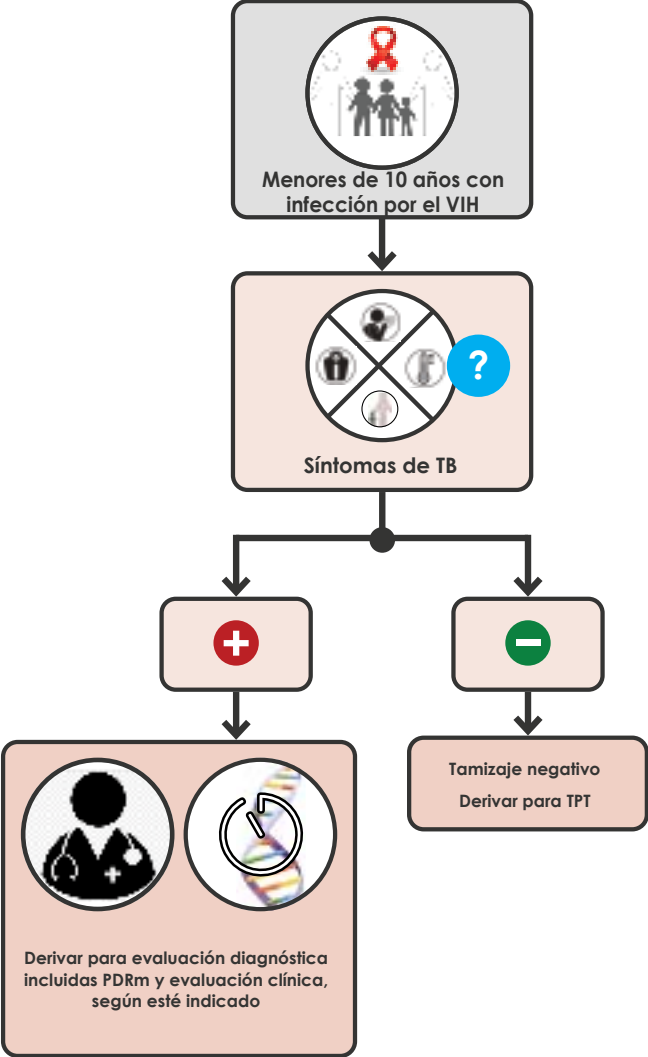 Menores de 10 años con
infección por el VIH
?
Síntomas de TB
Tamizaje negativo
Derivar para TPT
Derivar para evaluación diagnóstica
incluidas PDRm y evaluación clínica,
según esté indicado